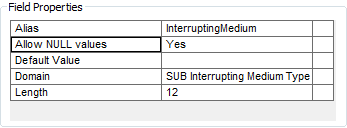 Field Properties
Alias InterruptingMedium
Allow NULL values Yes
Default Value
Domain SUB Interrupting Medium Type
Length 12